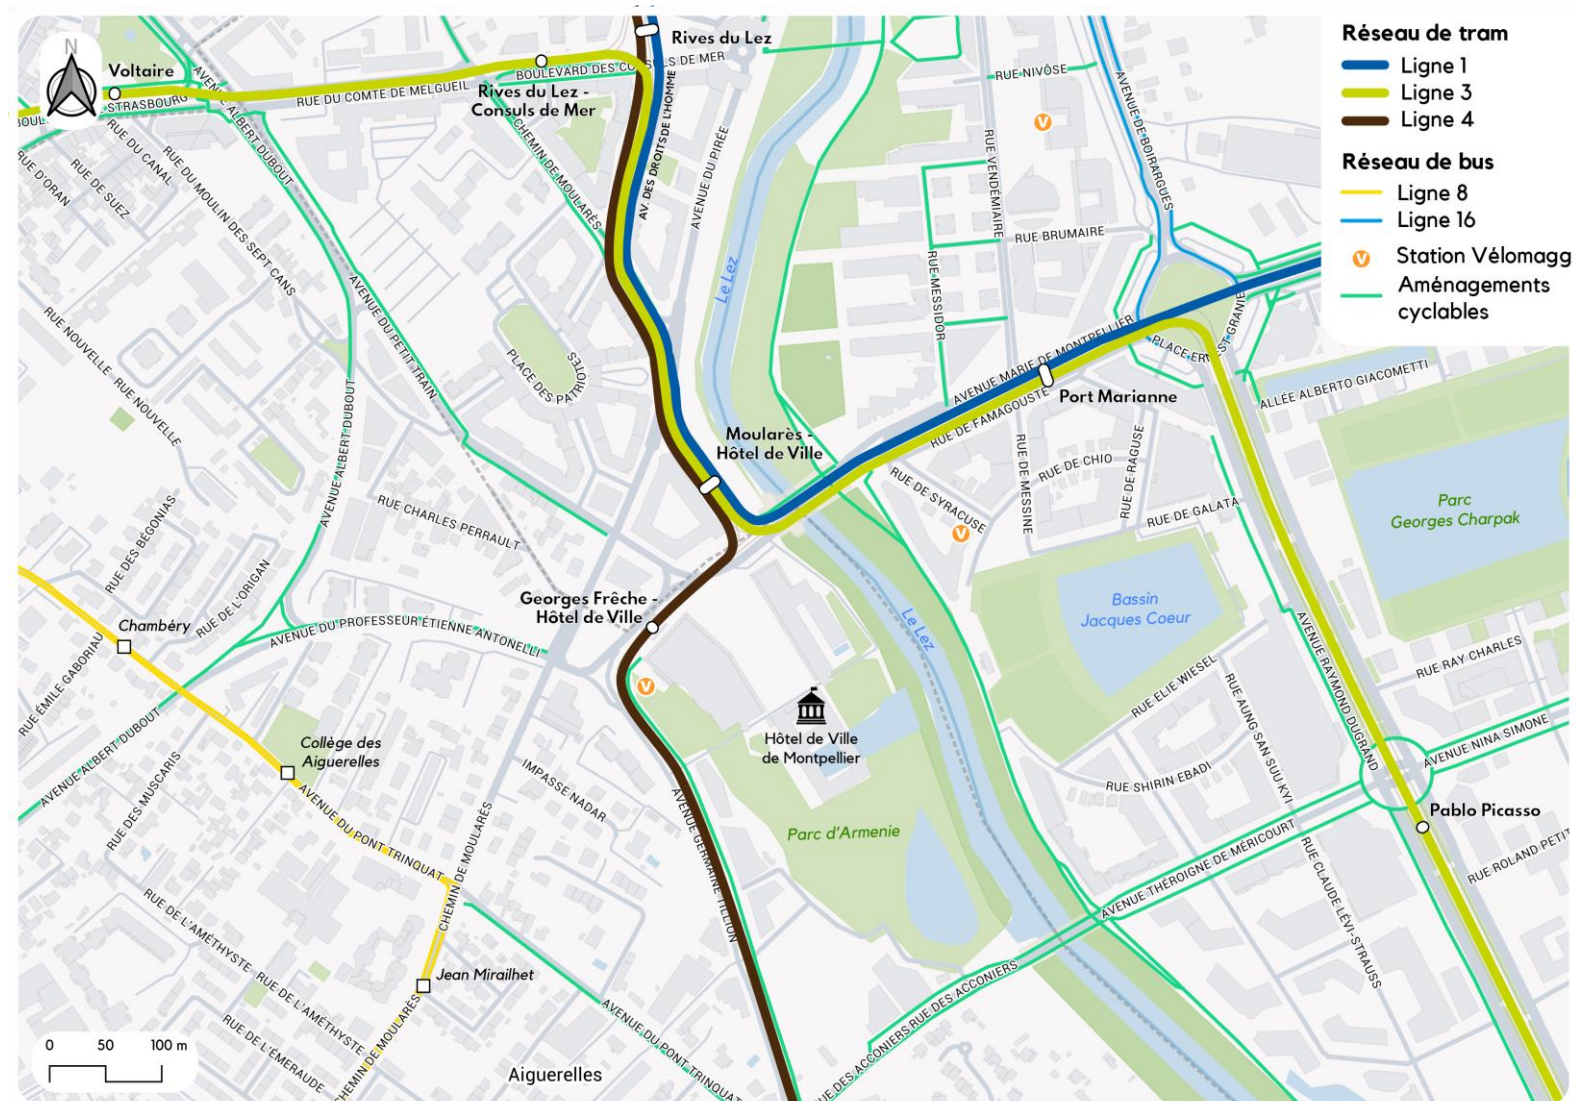 N
Voltaire
BOUL
STRASBOURG
AVENUE ALBERT DUBOUT
RUE DU COMTE DE MELGUEIL
BOULEVARD DES CONSULS DE MER
Rives du Lez -
Consuls de Mer
Rives du Lez
RUE D'ORAN
RUE DE SUEZ
RUE DU CANAL
RUE DU MOULIN DES SEPT CANS
CHEMIN DE MOULARÈS
AV. DES DROITS DE L'HOMME
AVENUE DU PIRÉE
Le Lez
RUE NIVÔSE
V
RUE VENDÉMIAIRE
AVENUE DE BOIRARGUES
RUE BRUMAIRE
RUE MESSIDOR
Réseau de tram
Ligne 1
Ligne 3
Ligne 4
Réseau de bus
Ligne 8
Ligne 16
V
Station Vélomagg
Aménagements
cyclables
RUE NOUVELLE
RUE NOUVELLE
AVENUE DU PETIT TRAIN
AVENUE ALBERT DUBOUT
PLACE DES PATRIOTES
AVENUE MARIE DE MONTPELLIER
PLACE ERNEST GRANIER
RUE DE FAMAGOUSTE
Port Marianne
ALLÉE ALBERTO GIACOMETTI
Moularès -
Hôtel de Ville
RUE DE SYRACUSE
RUE DE CHIO
RUE DE RAGUSE
RUE DE MESSINE
RUE DE GALATA
V
Parc
Georges Charpak
RUE CHARLES PERRAULT
RUE DES BÉGONIAS
RUE DE L'ORIGAN
Georges Frêche -
Hôtel de Ville
Le Lez
Bassin
Jacques Coeur
Chambéry
RUE ÉMILE GABORIAU
AVENUE DU PROFESSEUR ÉTIENNE ANTONELLI
AVENUE ALBERT DUBOUT
V
AVENUE RAYMOND DUGRAND
RUE RAY CHARLES
RUE ELIE WIESEL
RUE AUNG SAN SUU KYI
AVENUE NINA SIMONE
Hôtel de Ville
de Montpellier
Collège des
Aiguerelles
RUE DES MUSCARIS
AVENUE DU PONT TRINQUAT
IMPASSE NADAR
CHEMIN DE MOULARÈS
AVENUE GERMAINE TILLION
Parc d'Armenie
RUE SHIRIN EBADI
Pablo Picasso
AVENUE THÉROIGNE DE MÉRICOURT
RUE CLAUDE LÉVI-STRAUSS
RUE ROLAND PETIT
RUE DE L'AMÉTHYSTE
RUE DE L'AMÉTHYSTE
RUE DE L'ÉMERAUDE
Jean Mirailhet
CHEMIN DE MOULARÈS
AVENUE DU PONT TRINQUAT
RUE DES ACCONIERS
RUE DES ACCONIERS
Aiguerelles
0 50 100 m